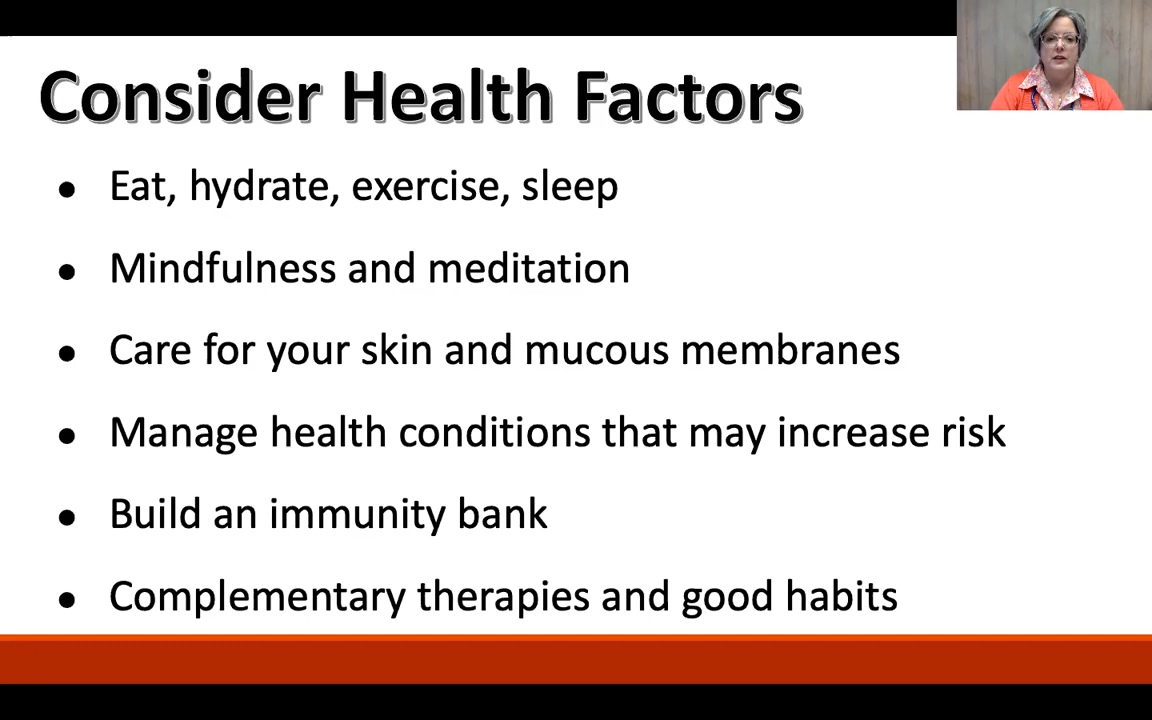 Consider Health Factors
● Eat, hydrate, exercise, sleep
● Mindfulness and meditation
● Care for your skin and mucous membranes
● Manage health conditions that may increase risk
● Build an immunity bank
● Complementary therapies and good habits